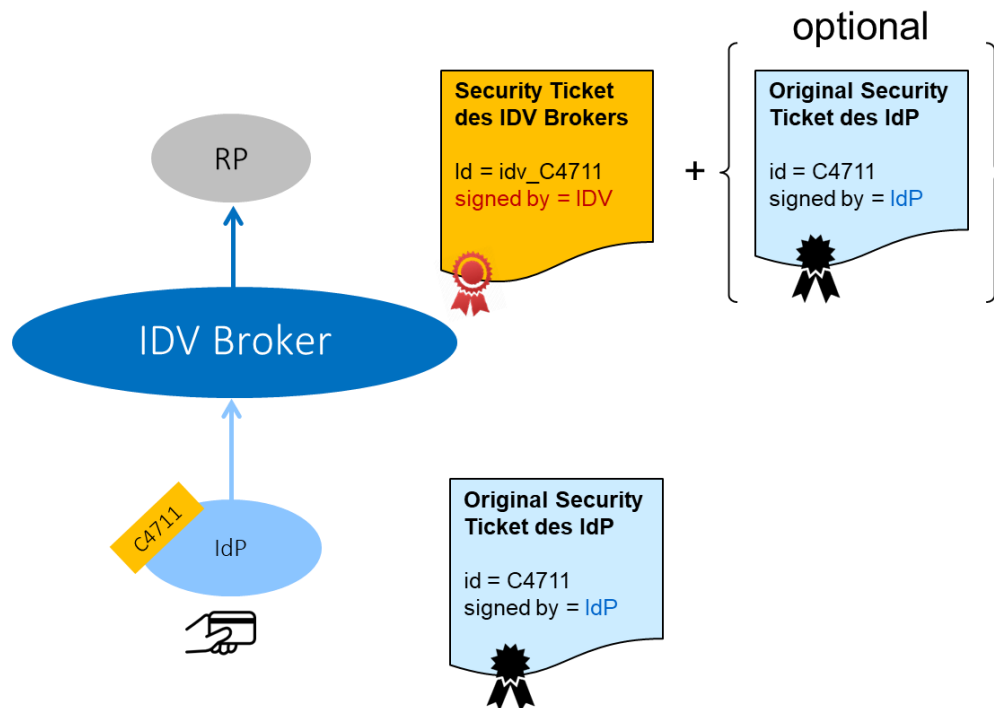 optional
Security Ticket
des IDV Brokers
Id = idv_C4711
signed by = IDV
+
Original Security
Ticket des IdP
id = C4711
signed by = IdP
RP
IDV Broker
C4711
IdP
Original Security
Ticket des IdP
id = C4711
signed by = IdP